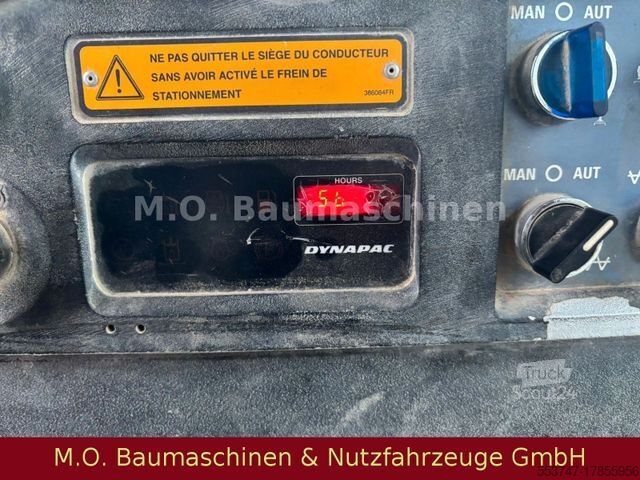 MAN O AUT
NE PAS QUITTER LE SIÈGE DU CONDUCTEUR
SANS AVOIR ACTIVÉ LE FREIN DE
STATIONNEMENT
386084FR
MAN O AUT
HOURS
M.O. Baumaschinen
DYNAPAC
Truck
Scout24
M.O. Baumaschinen & Nutzfahrzeuge GmbH